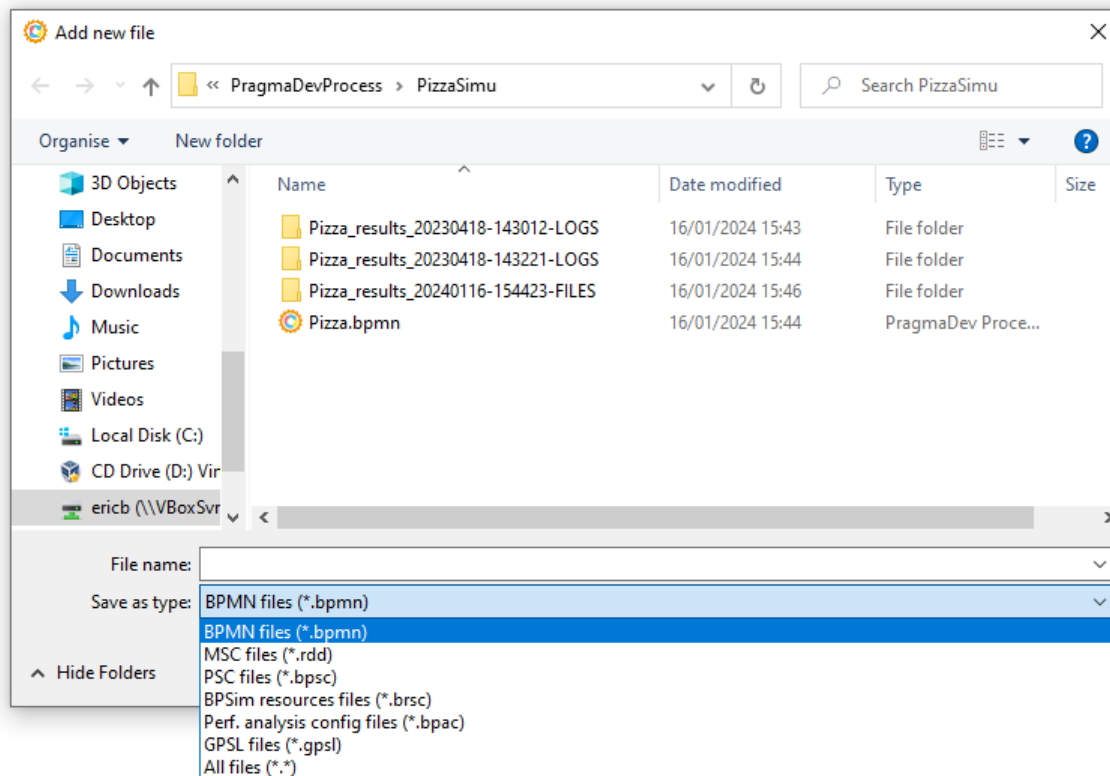 Add new file
« PragmaDevProcess › PizzaSimu
Search PizzaSimu
Organise
New folder
Name Date modified Type Size
3D Objects
Desktop
Documents
Downloads
Music
Pictures
Videos
Local Disk (C:)
CD Drive (D:) Vir
ericb (\\VBoxSvr
Pizza_results_20230418-143012-LOGS 16/01/2024 15:43 File folder
Pizza_results_20230418-143221-LOGS 16/01/2024 15:44 File folder
Pizza_results_20240116-154423-FILES 16/01/2024 15:46 File folder
Pizza.bpmn 16/01/2024 15:44 PragmaDev Proce...
File name:
Save as type: BPMN files (*.bpmn)
BPMN files (*.bpmn)
MSC files (*.rdd)
PSC files (*.bpsc)
BPSim resources files (*.brsc)
Perf. analysis config files (*.bpac)
GPSL files (*.gpsl)
All files (*.*)
Hide Folders